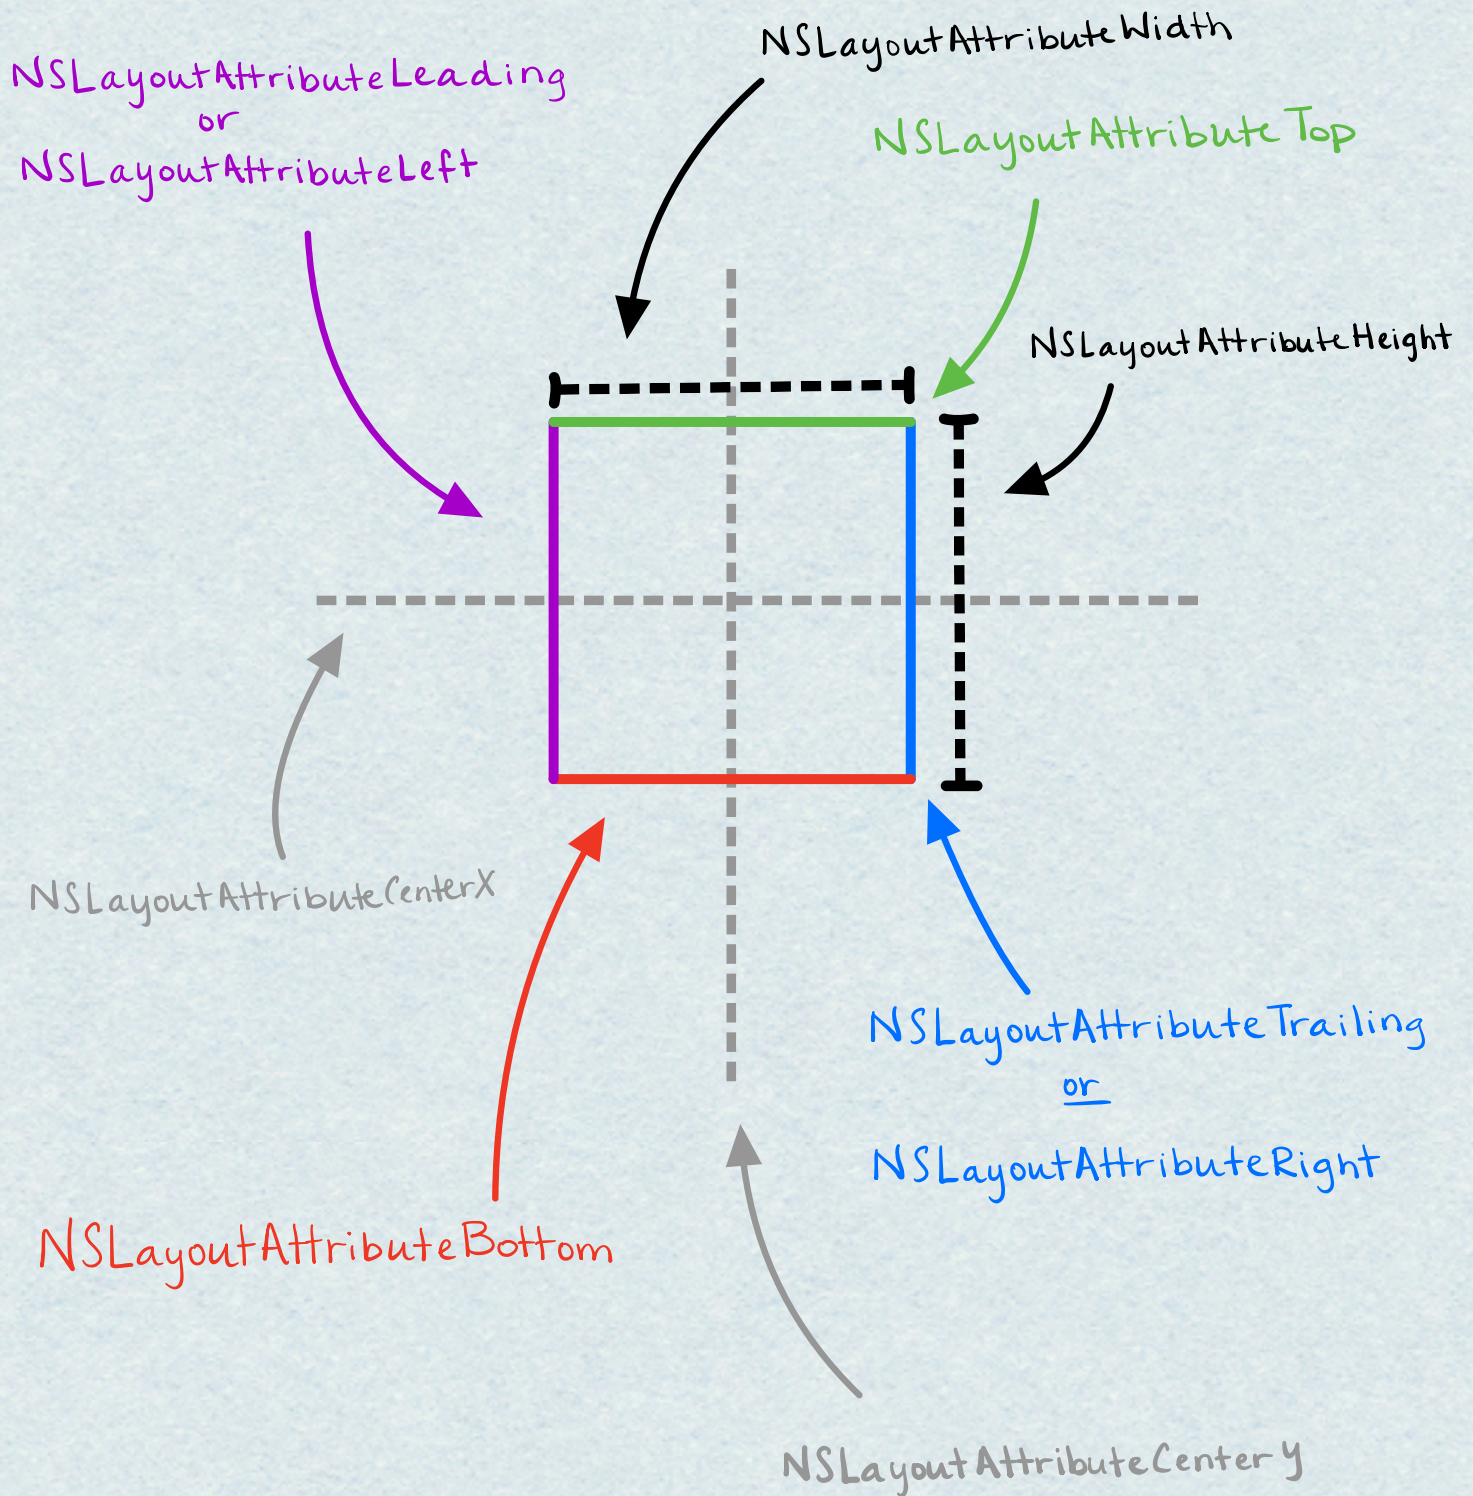 NSLayoutAttributeWidth
NSLayoutAttributeLeading
or
NSLayoutAttributeLeft
NSLayoutAttributeTop
NSLayoutAttributeHeight
NSLayoutAttributeCenterX
NSLayoutAttributeTrailing
or
NSLayoutAttributeRight
NSLayoutAttributeBottom
NSLayoutAttributeCenterY